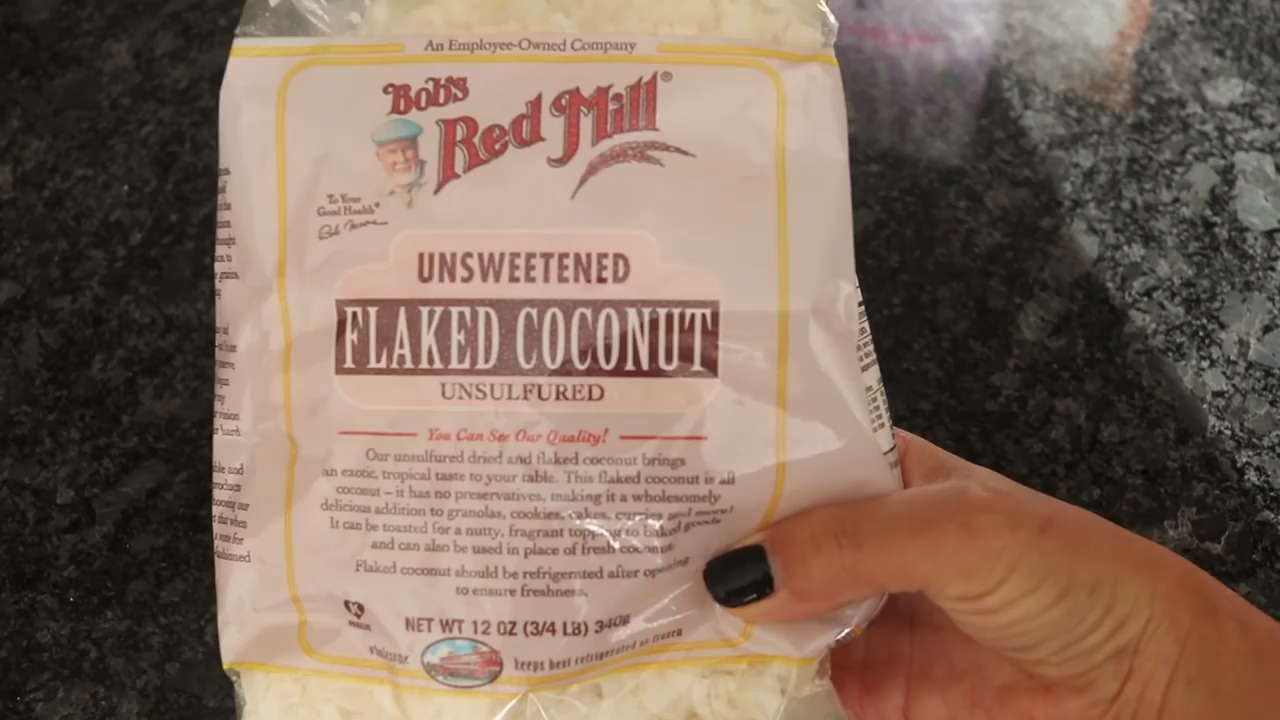 An Employee-Owned Company
Bob's
Red Mill®
To Your
Good Health®
Bob Moore
UNSWEETENED
FLAKED COCONUT
UNSULFURED
You Can See Our Quality!
Our unsulfured dried and flaked coconut brings
an exotic, tropical taste to your table. This flaked coconut is all
coconut – it has no preservatives, making it a wholesomely
delicious addition to granolas, cookies, cakes, curries and more!
It can be toasted for a nutty, fragrant topping to baked goods
and can also be used in place of fresh coconut.
Flaked coconut should be refrigerated after opening
to ensure freshness.
K
NET WT 12 OZ (3/4 LB) 340g
wholesome
keeps best refrigerated or frozen